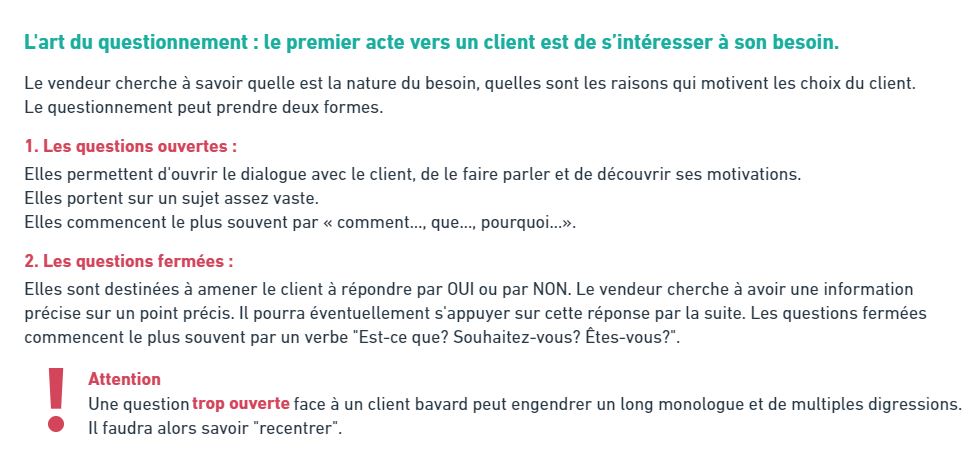 L'art du questionnement : le premier acte vers un client est de s’intéresser à son besoin.
Le vendeur cherche à savoir quelle est la nature du besoin, quelles sont les raisons qui motivent les choix du client.
Le questionnement peut prendre deux formes.
1. Les questions ouvertes :
Elles permettent d'ouvrir le dialogue avec le client, de le faire parler et de découvrir ses motivations.
Elles portent sur un sujet assez vaste.
Elles commencent le plus souvent par « comment..., que..., pourquoi...».
2. Les questions fermées :
Elles sont destinées à amener le client à répondre par OUI ou par NON. Le vendeur cherche à avoir une information
précise sur un point précis. Il pourra éventuellement s'appuyer sur cette réponse par la suite. Les questions fermées
commencent le plus souvent par un verbe "Est-ce que? Souhaitez-vous? Êtes-vous?".
!
Attention
Une question trop ouverte face à un client bavard peut engendrer un long monologue et de multiples digressions.
Il faudra alors savoir "recentrer".